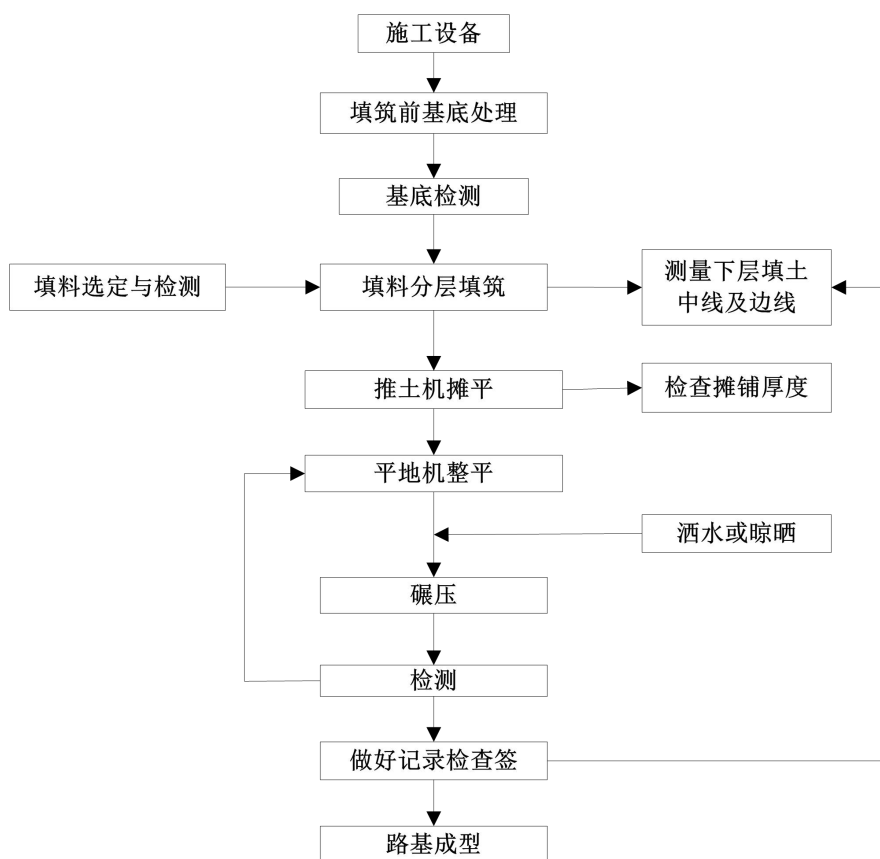 施工设备
填筑前基底处理
基底检测
填料选定与检测
填料分层填筑
测量下层填土
中线及边线
推土机摊平
检查摊铺厚度
平地机整平
洒水或晾晒
碾压
检测
做好记录检查签
路基成型